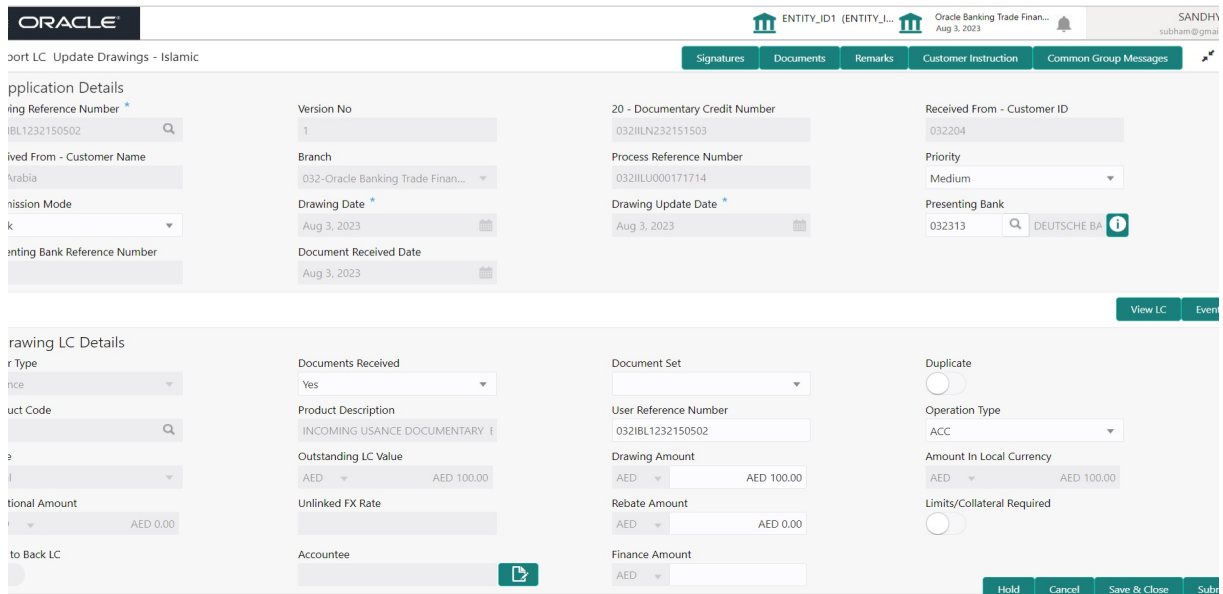 ORACLE
ENTITY_ID1 (ENTITY_I...
Oracle Banking Trade Finan...
Aug 3, 2023
SANDHY
subham@gmai
port LC Update Drawings - Islamic
Signatures
Documents
Remarks
Customer Instruction
Common Group Messages
pplication Details
ing Reference Number *
Version No
20 - Documentary Credit Number
Received From - Customer ID
IBL1232150502
1
032IILN232151503
032204
ived From - Customer Name
Branch
Process Reference Number
Priority
Arabia
032-Oracle Banking Trade Finan...
032IILU000171714
Medium
mission Mode
Drawing Date *
Drawing Update Date *
Presenting Bank
k
Aug 3, 2023
Aug 3, 2023
032313
DEUTSCHE BA
enting Bank Reference Number
Document Received Date
Aug 3, 2023
View LC
Event
rawing LC Details
r Type
Documents Received
Document Set
Duplicate
nce
Yes
uct Code
Product Description
User Reference Number
Operation Type
INCOMING USANCE DOCUMENTARY
032IBL1232150502
ACC
e
Outstanding LC Value
Drawing Amount
Amount In Local Currency
l
AED
AED 100.00
AED
AED 100.00
AED
AED 100.00
tional Amount
Unlinked FX Rate
Rebate Amount
Limits/Collateral Required
AED 0.00
AED
AED 0.00
to Back LC
Accountee
Finance Amount
AED
Hold
Cancel
Save & Close
Subm